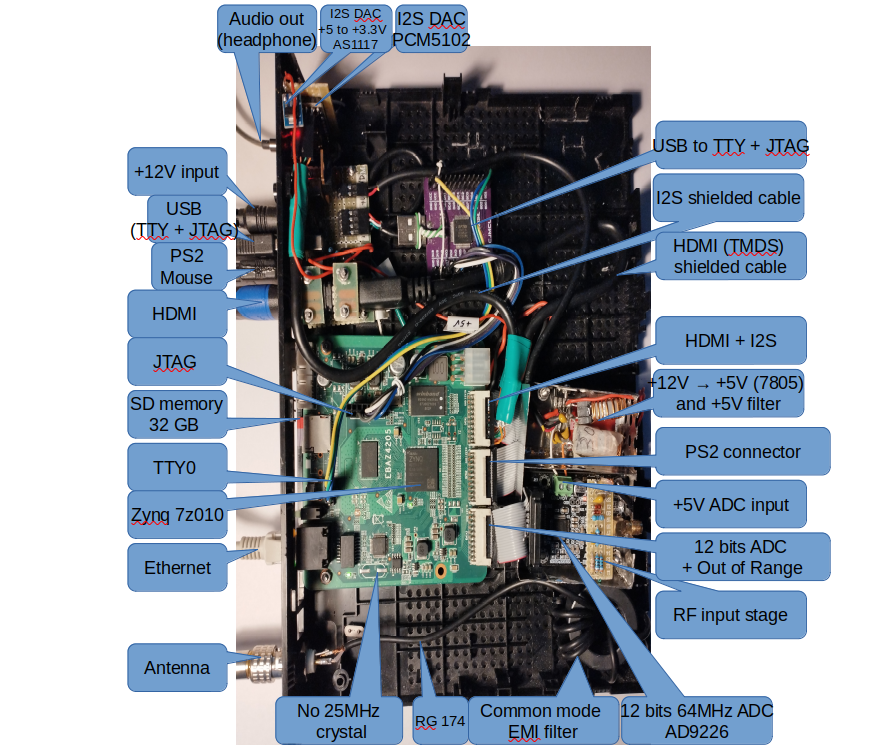 Audio out
(headphone)
I2S DAC
+5 to +3.3V
AS1117
I2S DAC
PCM5102
+12V input
USB
(TTY + JTAG)
PS2
Mouse
HDMI
JTAG
SD memory
32 GB
TTY0
Zynq 7z010
Ethernet
Antenna
USB to TTY + JTAG
I2S shielded cable
HDMI (TMDS)
shielded cable
HDMI + I2S
+12V → +5V (7805)
and +5V filter
PS2 connector
+5V ADC input
12 bits ADC
+ Out of Range
RF input stage
No 25MHz
crystal
RG 174
Common mode
EMI filter
12 bits 64MHz ADC
AD9226
+5V
EBAZ4205